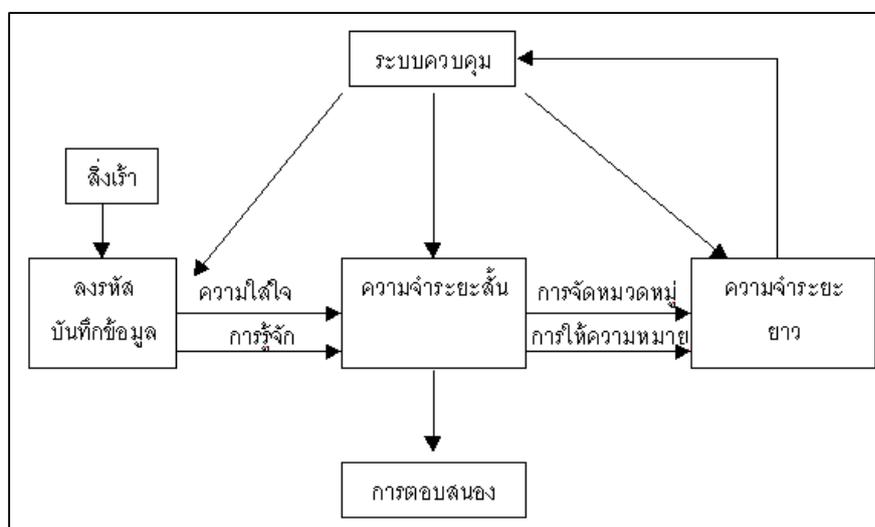 ระบบควบคุม
สิ่งเร้า
ลงรหัส
บันทึกข้อมูล
ความใส่ใจ
การรู้จัก
ความจำระยะสั้น
การจัดหมวดหมู่
การให้ความหมาย
ความจำระยะ
ยาว
การตอบสนอง